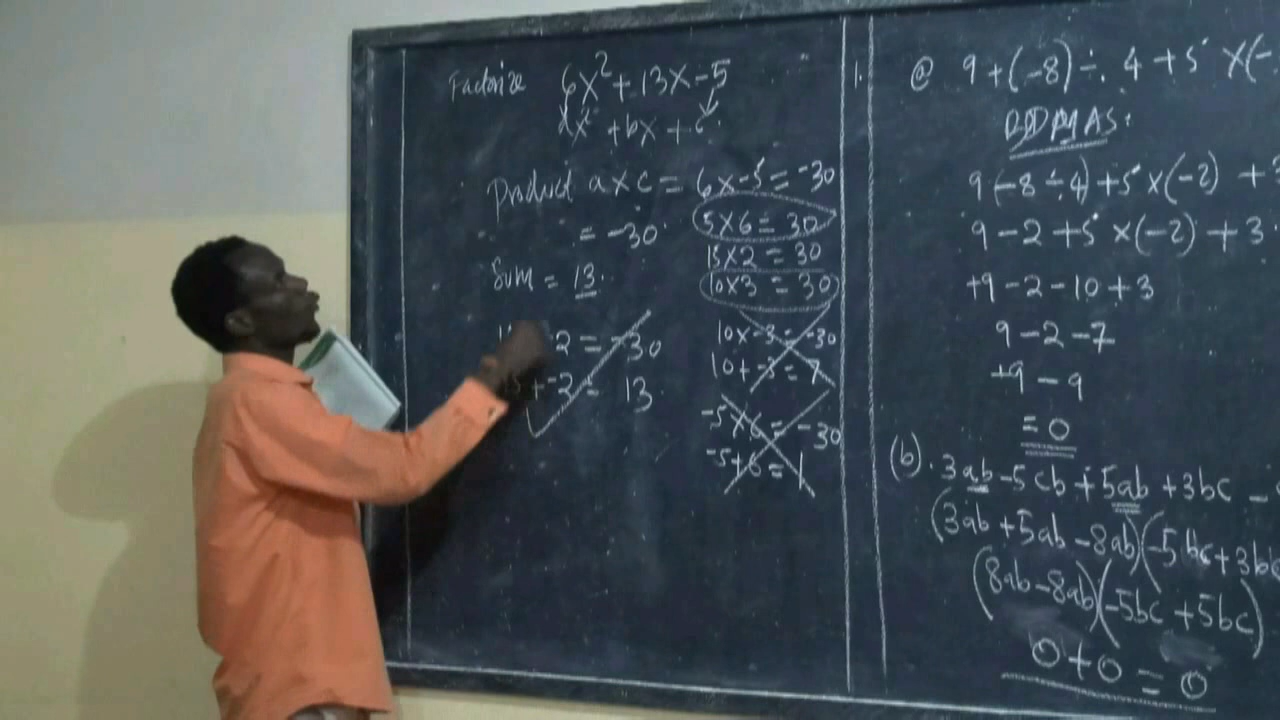 Factorize 6x² + 13x - 5
ax² + bx + c
Product a x c = 6 x -5 = -30
= -30
5 x 6 = 30
15 x 2 = 30
10 x 3 = 30
Sum = 13.
2 = -30
15 + -2 = 13
10 x -3 = -30
10 + -3 = 7
-5 x 6 = -30
-5 + 6 = 1
1. @ 9 + (-8) ÷ 4 + 5 x (-
9 (-8 ÷ 4) + 5 x (-2) +
9 - 2 + 5 x (-2) + 3
+9 - 2 - 10 + 3
9 - 2 - 7
+9 - 9
= 0
(b). 3ab - 5cb + 5ab + 3bc -
(3ab + 5ab - 8ab) (-5bc + 3bc
(8ab - 8ab) (-5bc + 5bc)
0 + 0 = 0